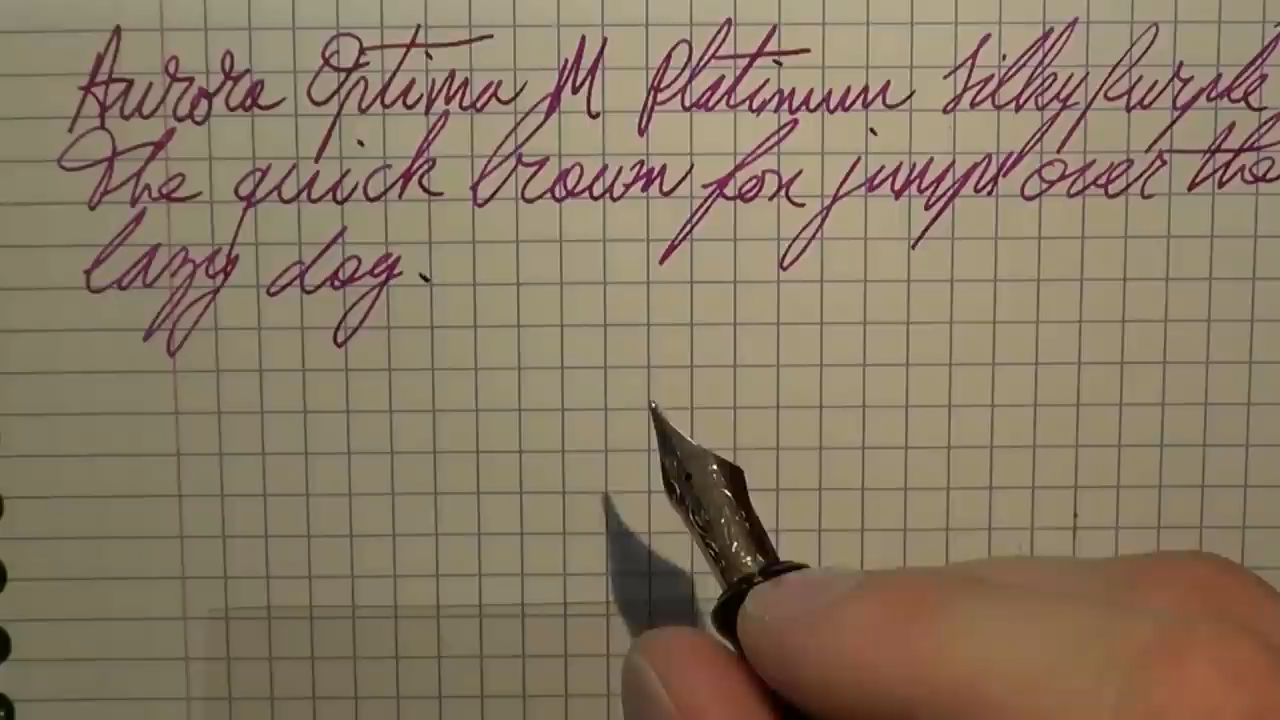 Aurora Optima M Platinum Silky Purple
The quick brown fox jumps over the
lazy dog.